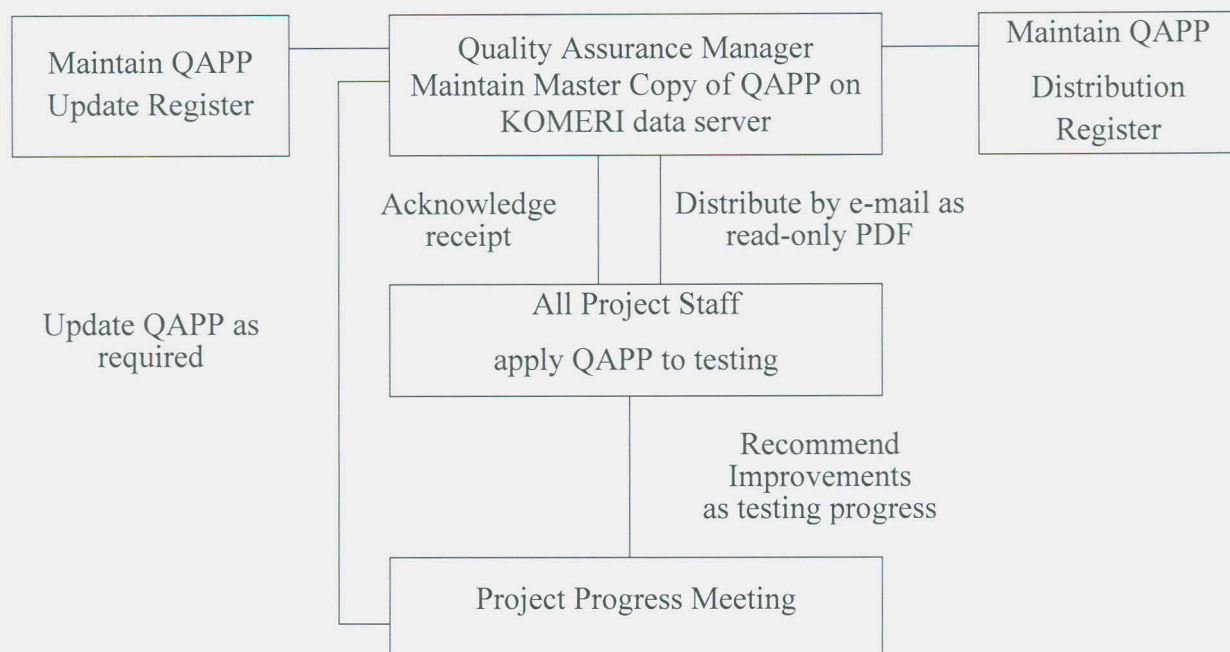 Maintain QAPP
Update Register
Quality Assurance Manager
Maintain Master Copy of QAPP on
KOMERI data server
Maintain QAPP
Distribution
Register
Acknowledge
receipt
Distribute by e-mail as
read-only PDF
All Project Staff
apply QAPP to testing
Update QAPP as
required
Recommend
Improvements
as testing progress
Project Progress Meeting